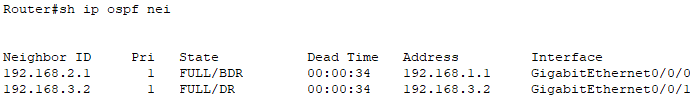 Router#sh ip ospf nei
Neighbor ID     Pri   State           Dead Time   Address         Interface
192.168.2.1       1   FULL/BDR        00:00:34    192.168.1.1     GigabitEthernet0/0/0
192.168.3.2       1   FULL/DR         00:00:34    192.168.3.2     GigabitEthernet0/0/1